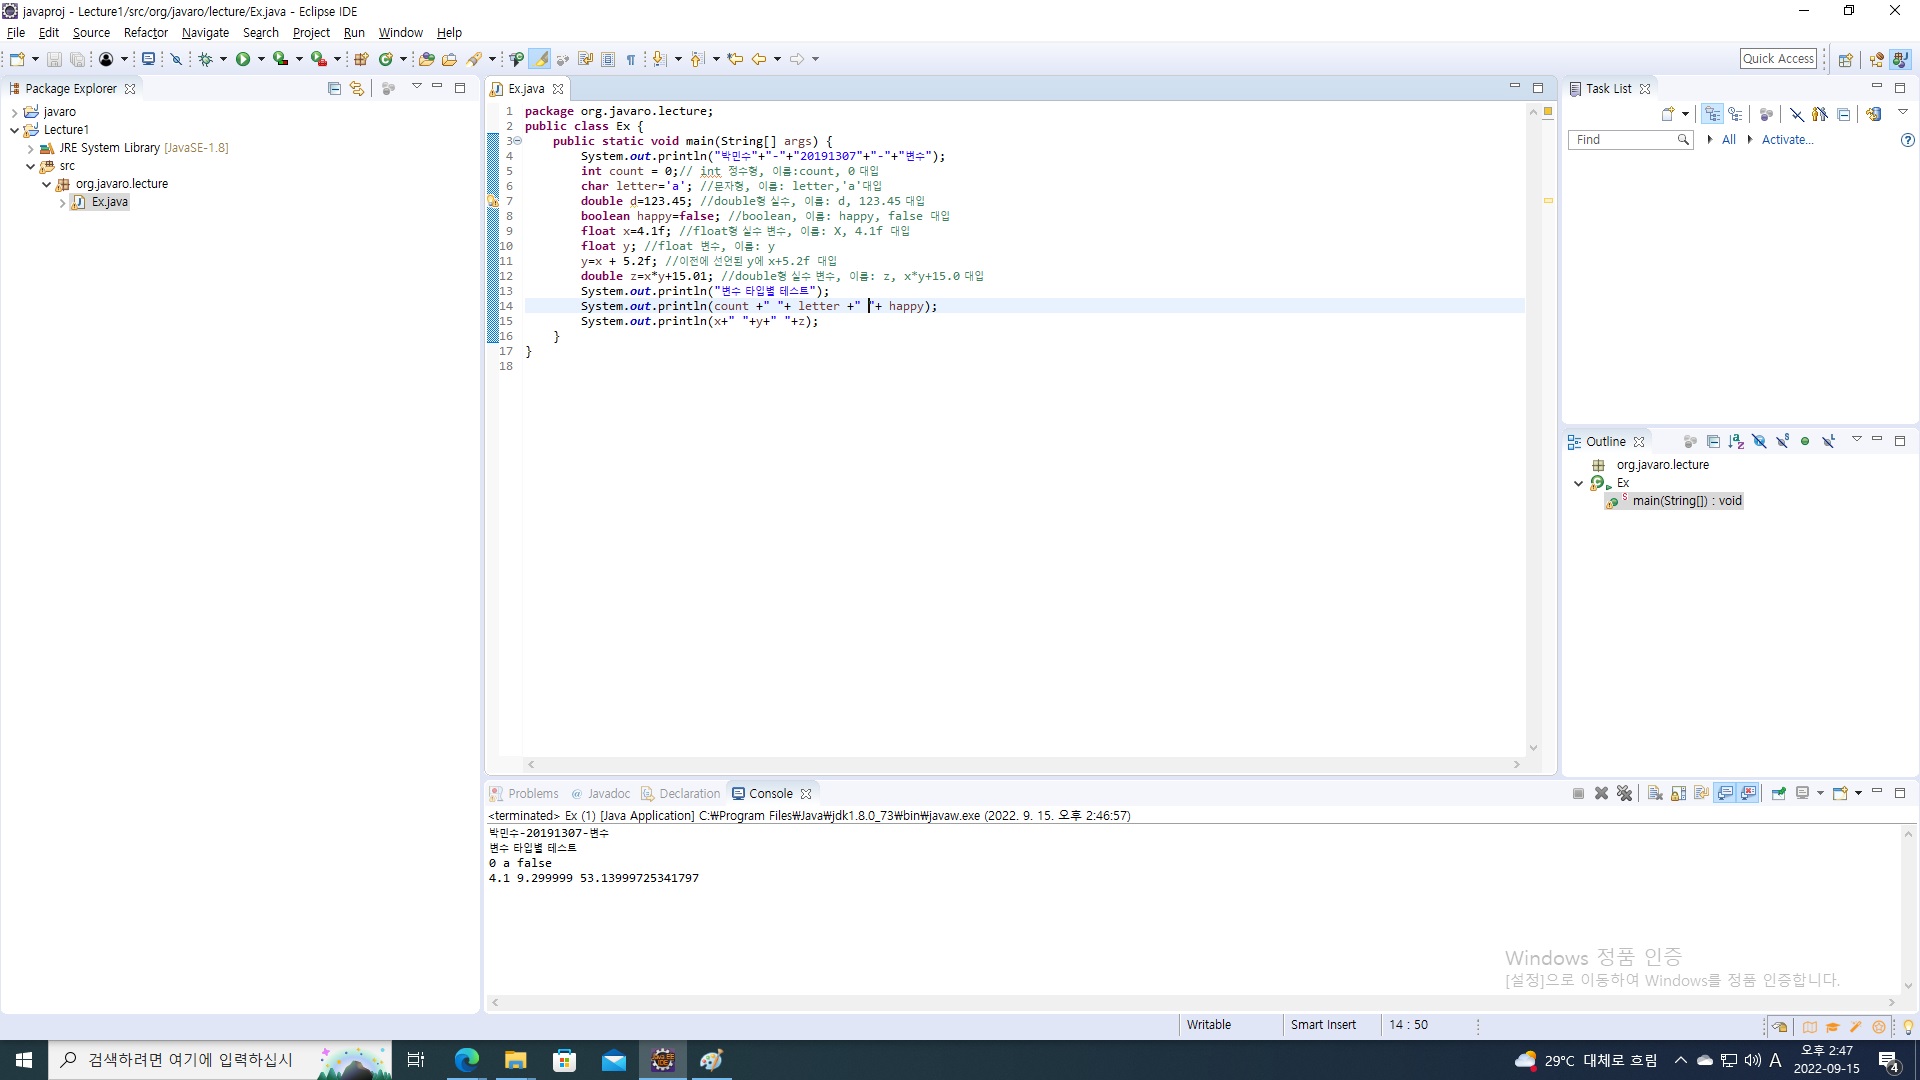 javaproj - Lecture1/src/org/javaro/lecture/Ex.java - Eclipse IDE
File Edit Source Refactor Navigate Search Project Run Window Help
Quick Access
Package Explorer
javaro
Lecture1
JRE System Library [JavaSE-1.8]
src
org.javaro.lecture
Ex.java
Ex.java
1 package org.javaro.lecture;
2 public class Ex {
3 public static void main(String[] args) {
4 System.out.println("박민수"+"-"+"20191307"+"-"+"변수");
5 int count = 0;// int 정수형, 이름:count, 0 대입
6 char letter='a'; //문자형, 이름: letter,'a'대입
7 double d=123.45; //double형 실수, 이름: d, 123.45 대입
8 boolean happy=false; //boolean, 이름: happy, false 대입
9 float x=4.1f; //float형 실수 변수, 이름: X, 4.1f 대입
10 float y; //float 변수, 이름: y
11 y=x + 5.2f; //이전에 선언된 y에 x+5.2f 대입
12 double z=x*y+15.01; //double형 실수 변수, 이름: z, x*y+15.0 대입
13 System.out.println("변수 타입별 테스트");
14 System.out.println(count +" "+ letter +" "+ happy);
15 System.out.println(x+" "+y+" "+z);
16 }
17 }
18
Task List
Find
All
Activate...
Outline
org.javaro.lecture
Ex
main(String[]) : void
Problems Javadoc Declaration Console
<terminated> Ex (1) [Java Application] C:₩Program Files₩Java₩jdk1.8.0_73₩bin₩javaw.exe (2022. 9. 15. 오후 2:46:57)
박민수-20191307-변수
변수 타입별 테스트
0 a false
4.1 9.299999 53.13999725341797
Windows 정품 인증
[설정]으로 이동하여 Windows를 정품 인증합니다.
Writable Smart Insert 14 : 50
검색하려면 여기에 입력하십시
29°C 대체로 흐림
A
오후 2:47
2022-09-15
4